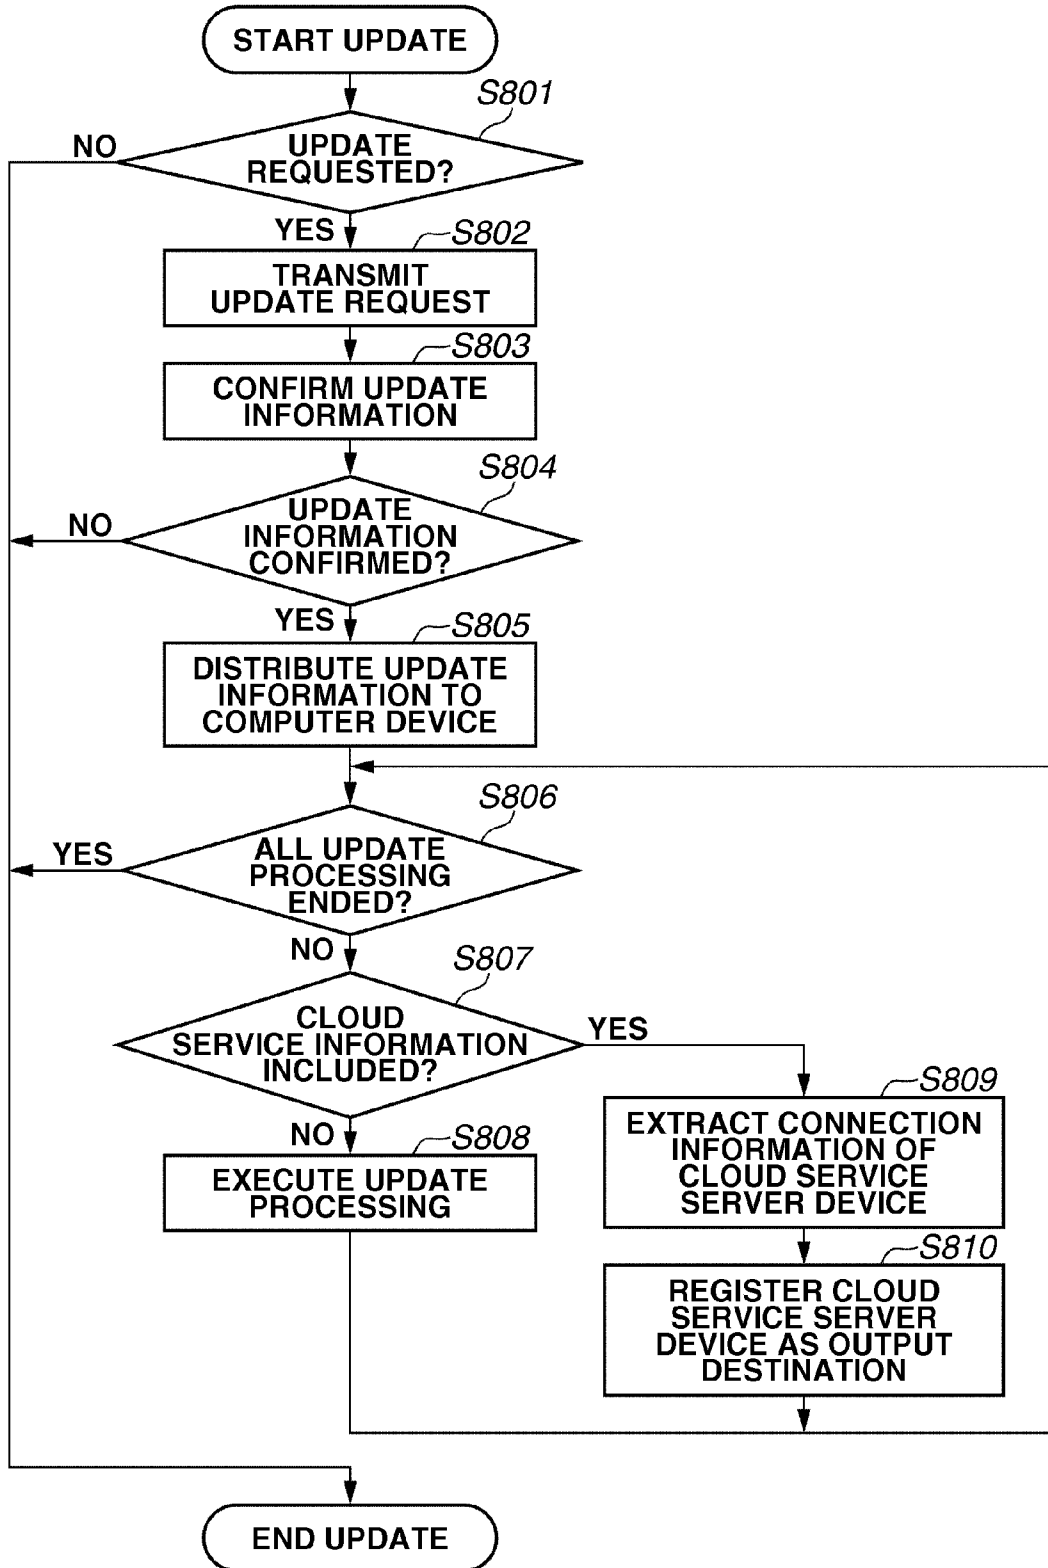 START UPDATE
S801
NO
UPDATE
REQUESTED?
YES
S802
TRANSMIT
UPDATE REQUEST
S803
CONFIRM UPDATE
INFORMATION
S804
NO
UPDATE
INFORMATION
CONFIRMED?
YES
S805
DISTRIBUTE UPDATE
INFORMATION TO
COMPUTER DEVICE
S806
YES
ALL UPDATE
PROCESSING
ENDED?
NO
S807
CLOUD
SERVICE INFORMATION
INCLUDED?
YES
NO
S808
EXECUTE UPDATE
PROCESSING
S809
EXTRACT CONNECTION
INFORMATION OF
CLOUD SERVICE
SERVER DEVICE
S810
REGISTER CLOUD
SERVICE SERVER
DEVICE AS OUTPUT
DESTINATION
END UPDATE